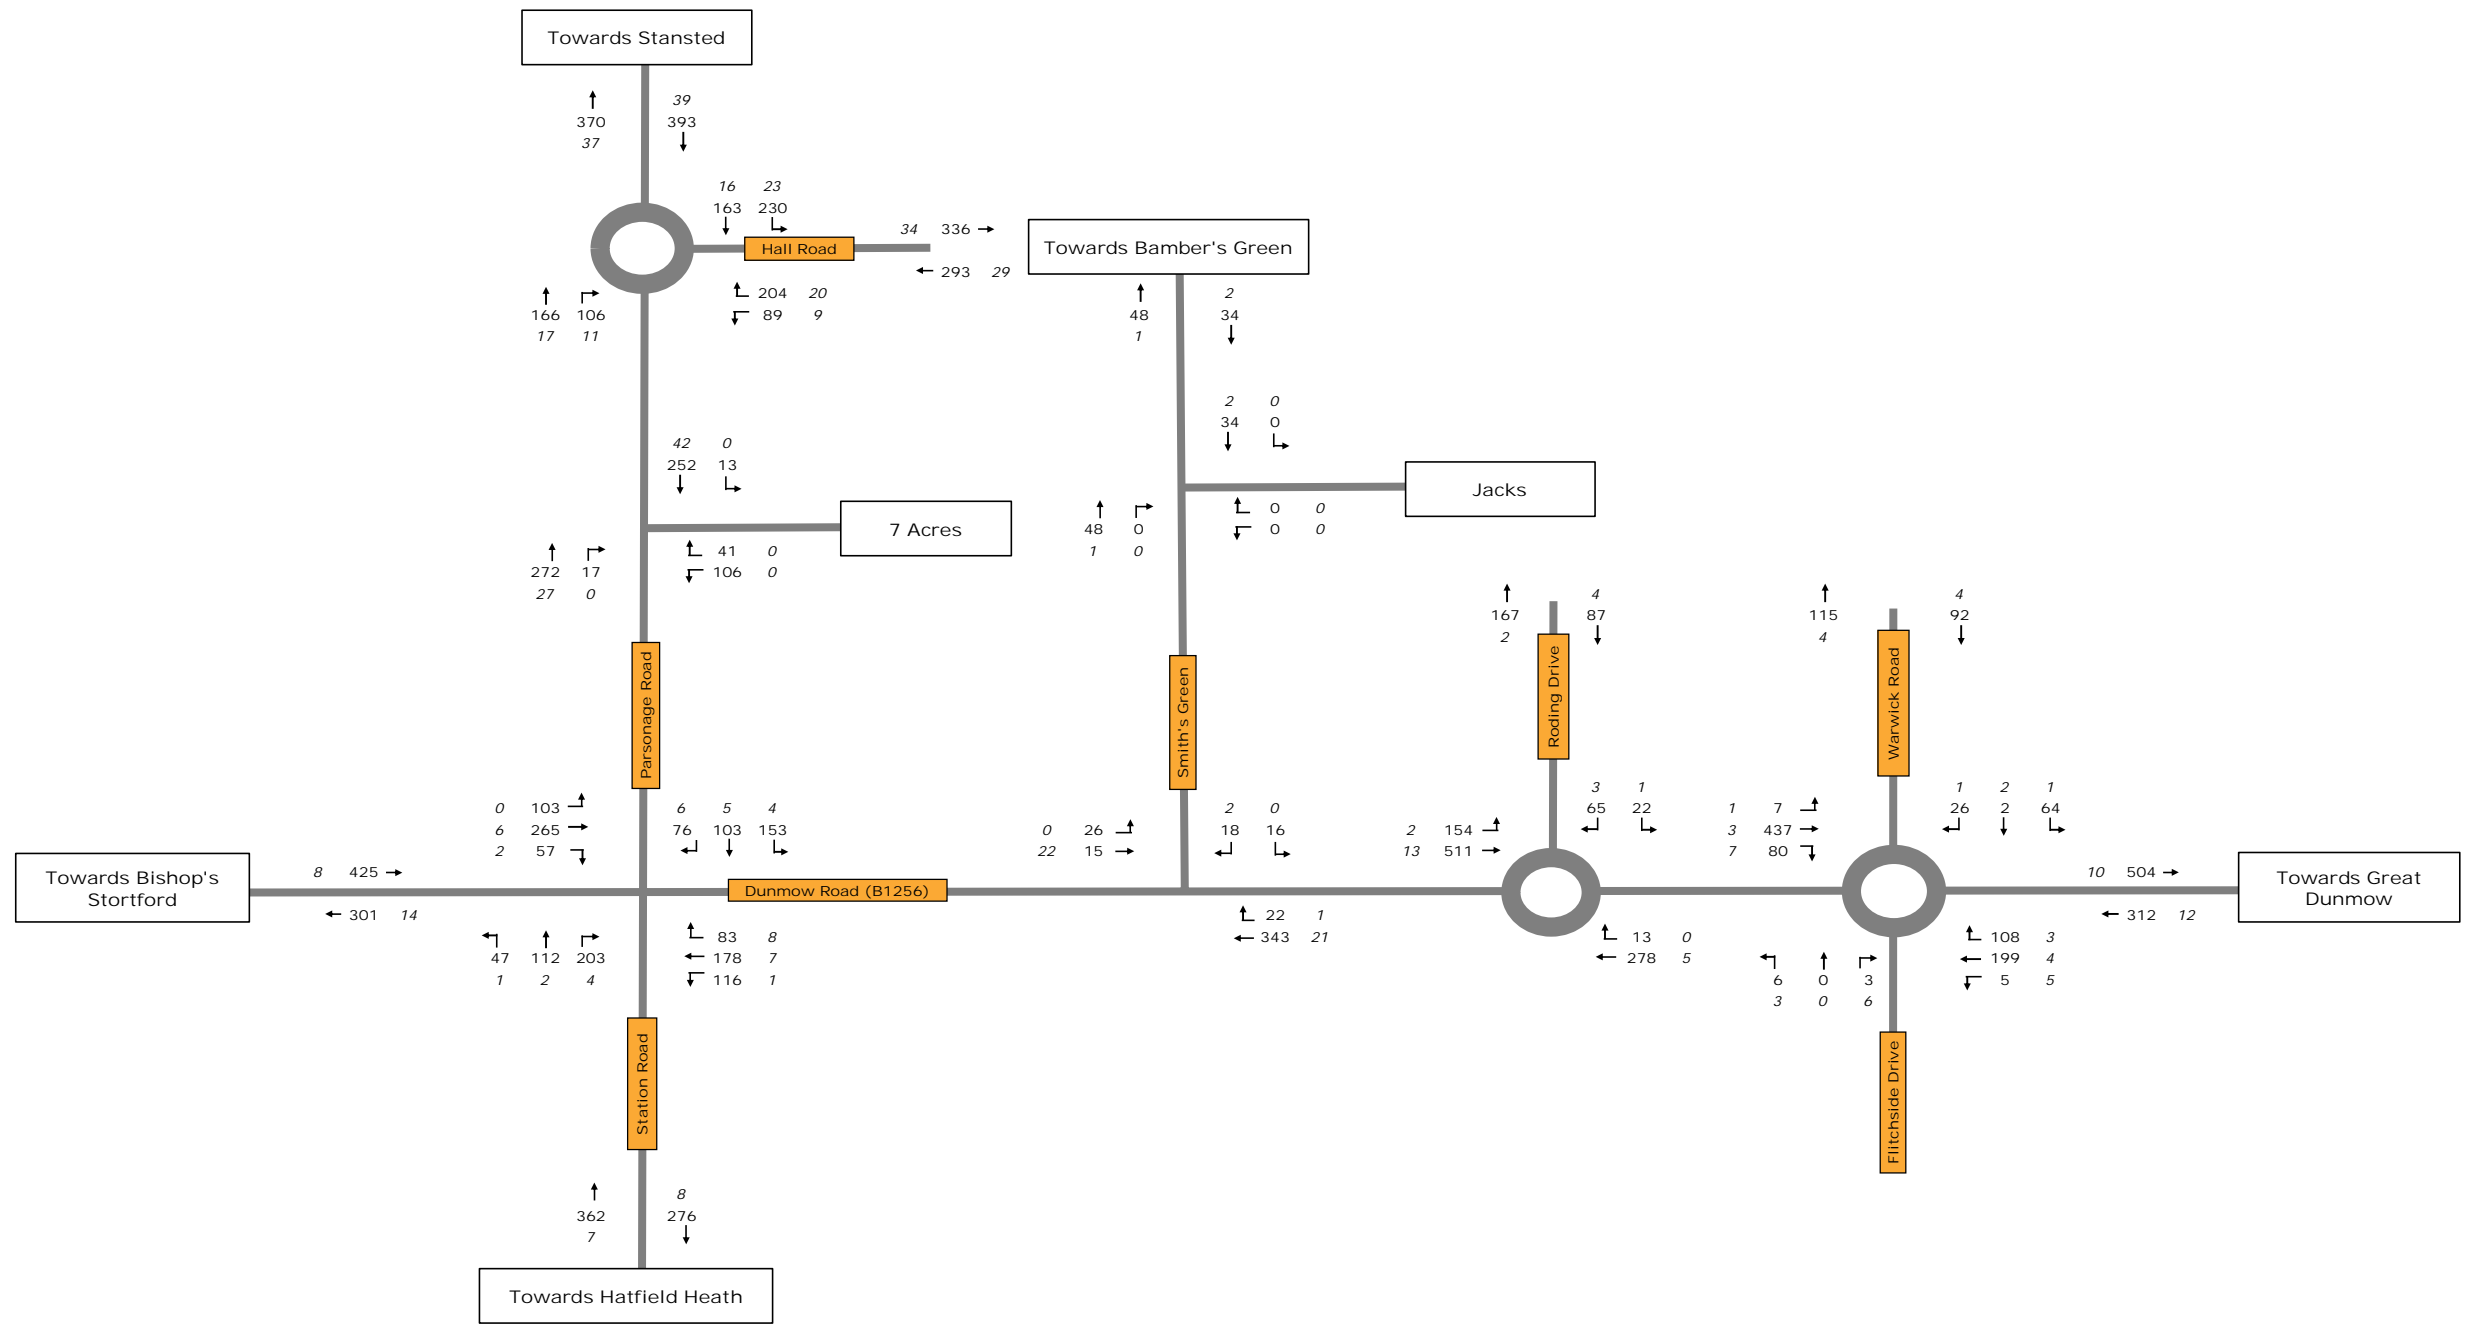 Towards Stansted
39
370 393
37
16 23
163 230
34 336
Hall Road
293 29
204 20
89 9
166 106
17 11
Towards Bamber's Green
2
48 34
1
2 0
34 0
42 0
252 13
Jacks
0 0
0 0
48 0
1 0
7 Acres
41 0
106 0
272 17
27 0
4
167 87
2
4
115 92
4
Parsonage Road
Smith's Green
Roding Drive
Warwick Road
0 103
6 265
2 57
6 5 4
76 103 153
0 26
22 15
2 0
18 16
2 154
13 511
3 1
65 22
1 7
3 437
7 80
1 2 1
26 2 64
Towards Bishop's
Stortford
8 425
301 14
Dunmow Road (B1256)
10 504
312 12
Towards Great
Dunmow
47 112 203
1 2 4
83 8
178 7
116 1
22 1
343 21
13 0
278 5
6 0 3
3 0 6
108 3
199 4
5 5
Station Road
Flitchside Drive
8
362 276
7
Towards Hatfield Heath